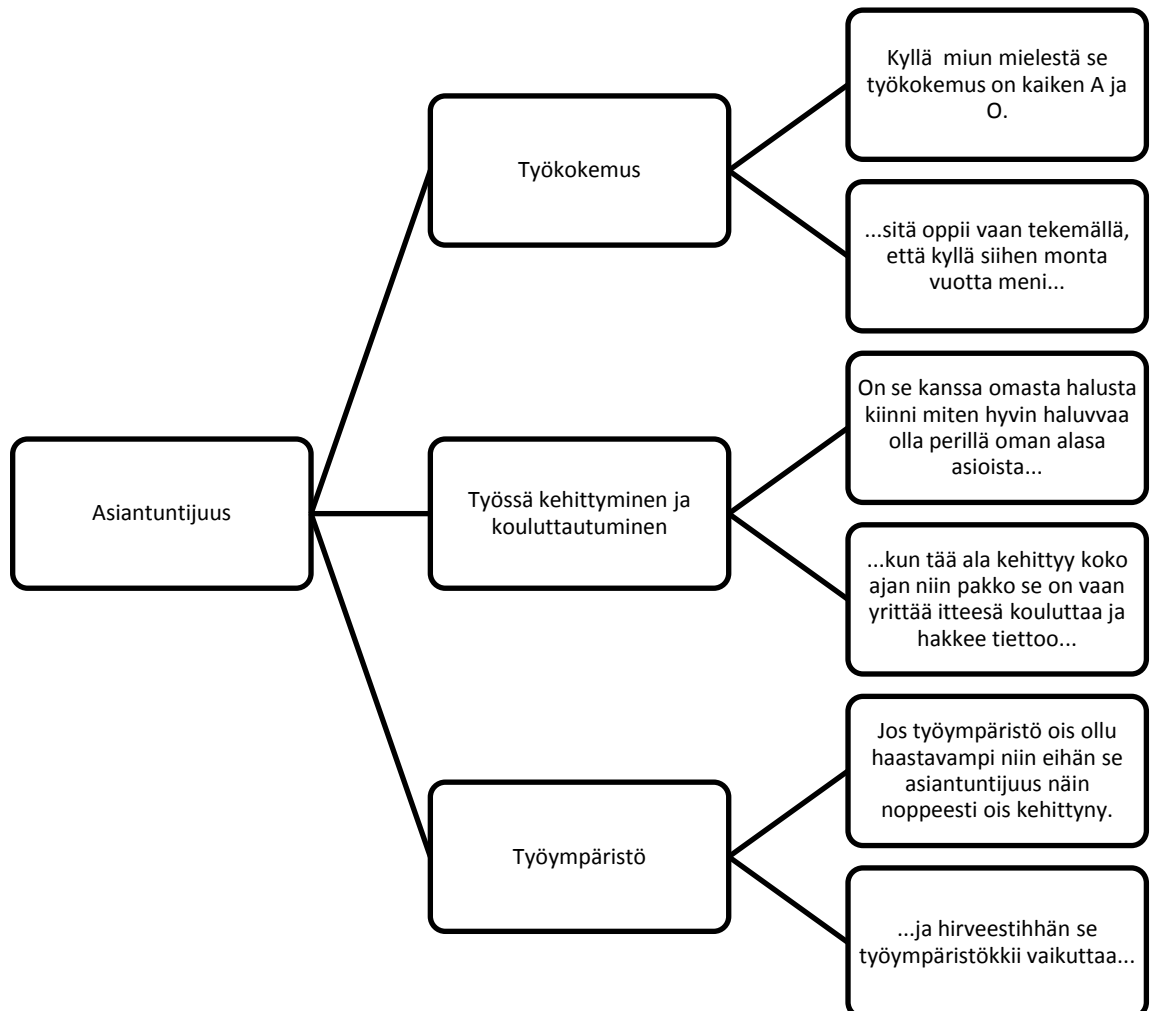 Kyllä  miun mielestä se
työkokemus on kaiken A ja
O.
Työkokemus
...sitä oppii vaan tekemällä,
että kyllä siihen monta
vuotta meni...
On se kanssa omasta halusta
kiinni miten hyvin haluvvaa
olla perillä oman alasa
asioista...
Asiantuntijuus
Työssä kehittyminen ja
kouluttautuminen
...kun tää ala kehittyy koko
ajan niin pakko se on vaan
yrittää itteesä kouluttaa ja
hakkee tiettoo...
Jos työympäristö ois ollu
haastavampi niin eihän se
asiantuntijuus näin
noppeesti ois kehittyny.
Työympäristö
...ja hirveestihhän se
työympäristökkii vaikuttaa...